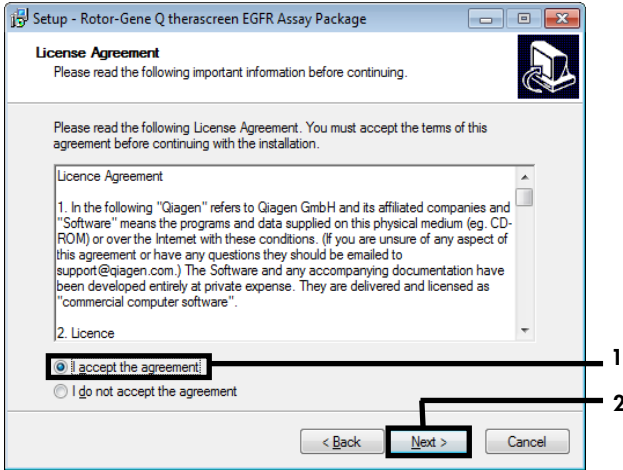 Setup - Rotor-Gene Q therascreen EGFR Assay Package
License Agreement
Please read the following important information before continuing.
Please read the following License Agreement. You must accept the terms of this
agreement before continuing with the installation.
Licence Agreement
1. In the following "Qiagen" refers to Qiagen GmbH and its affiliated companies and
"Software" means the programs and data supplied on this physical medium (eg. CD-
ROM) or over the Internet with these conditions. (If you are unsure of any aspect of
this agreement or have any questions they should be emailed to
support@qiagen.com.) The Software and any accompanying documentation have
been developed entirely at private expense. They are delivered and licensed as
"commercial computer software".
2. Licence
I accept the agreement
1
I do not accept the agreement
2
< Back
Next >
Cancel